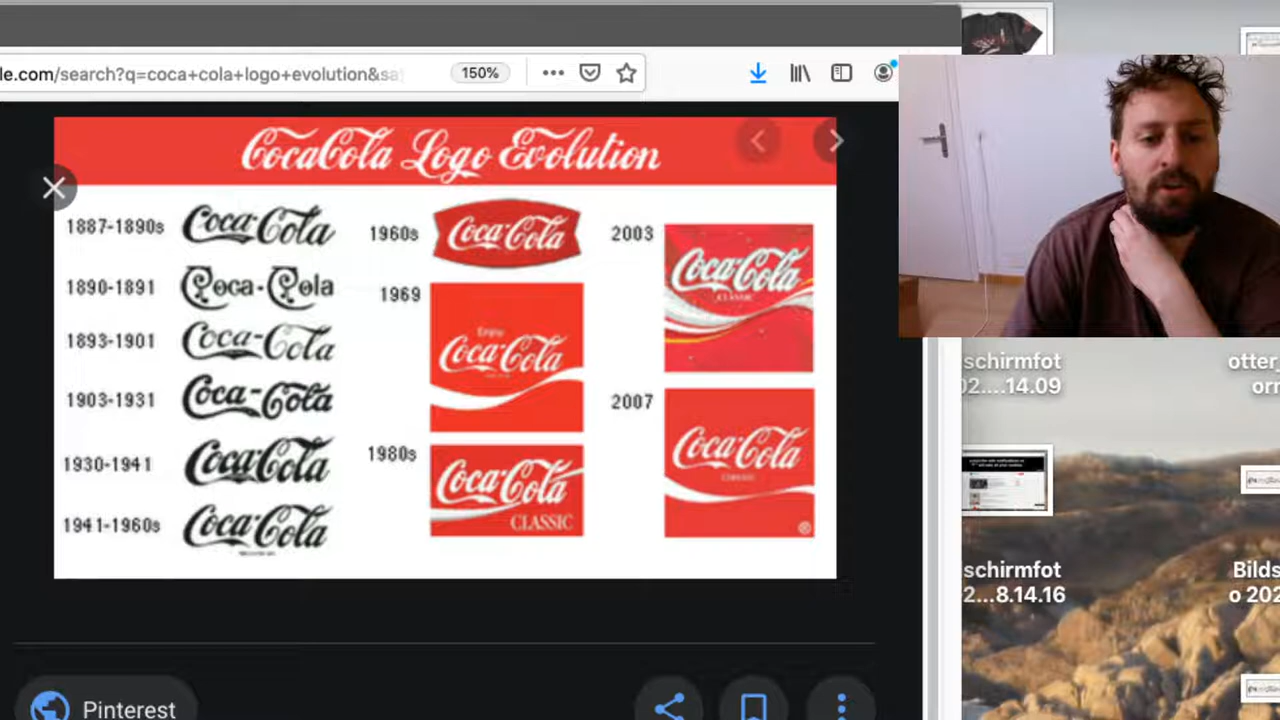 le.com/search?q=coca+cola+logo+evolution&sa
150%
CocaCola Logo Evolution
1887-1890s Coca-Cola
1890-1891 Coca-Cola
1893-1901 Coca-Cola
1903-1931 Coca-Cola
1930-1941 Coca-Cola
1941-1960s Coca-Cola
1960s Coca-Cola
1969
Enjoy
Coca-Cola
1980s Coca-Cola
CLASSIC
2003
Coca-Cola
CLASSIC
2007
Coca-Cola
CLASSIC
®
Pinterest
schirmfot
02....14.09
otter_
orn
schirmfot
2...8.14.16
Bilds
o 202